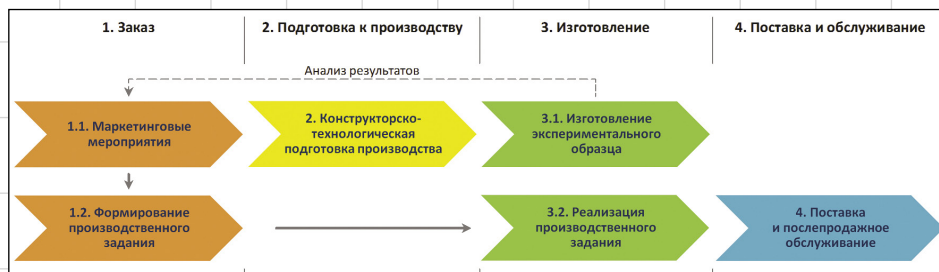 1. Заказ
2. Подготовка к производству
3. Изготовление
4. Поставка и обслуживание
Анализ результатов
1.1. Маркетинговые
мероприятия
2. Конструкторско-
технологическая
подготовка производства
3.1. Изготовление
экспериментального
образца
1.2. Формирование
производственного
задания
3.2. Реализация
производственного
задания
4. Поставка
и послепродажное
обслуживание